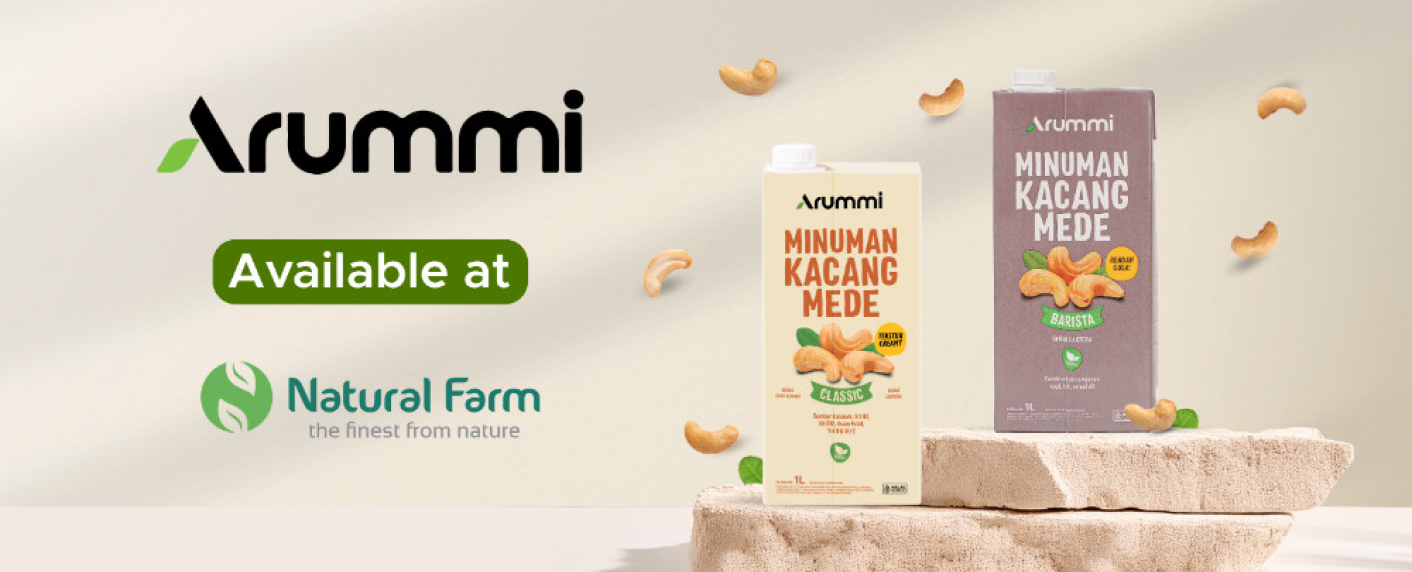 Arummi
Available at
Natural Farm
the finest from nature
Arummi
MINUMAN
KACANG
MEDE
TEKSTUR
CREAMY
CLASSIC
1L
HALAL
Arummi
MINUMAN
KACANG
MEDE
RENDAH
GULA!
BARISTA
1L